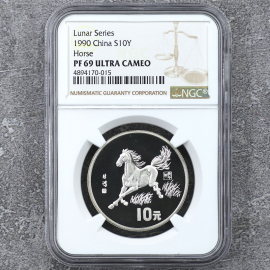 Lunar Series
1990 China S10Y
Horse
PF 69 ULTRA CAMEO
4894170-015
NUMISMATIC GUARANTY CORPORATION
NGC
10元